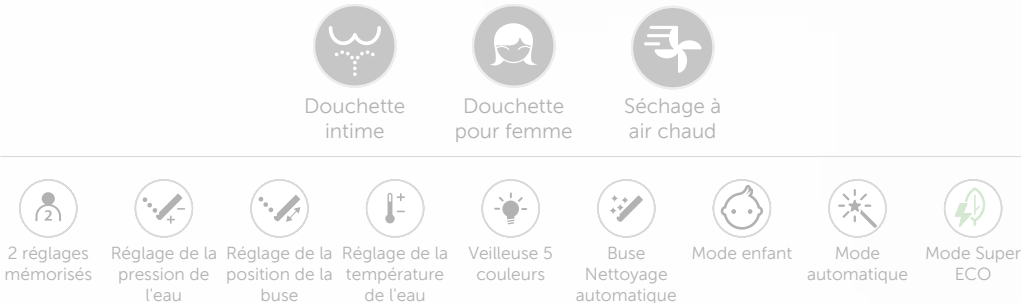 Douchette
intime
Douchette
pour femme
Séchage à
air chaud
2
2 réglages
mémorisés
Réglage de la
pression de
l'eau
Réglage de la
position de la
buse
Réglage de la
température
de l'eau
Veilleuse 5
couleurs
Buse
Nettoyage
automatique
Mode enfant
Mode
automatique
Mode Super
ECO